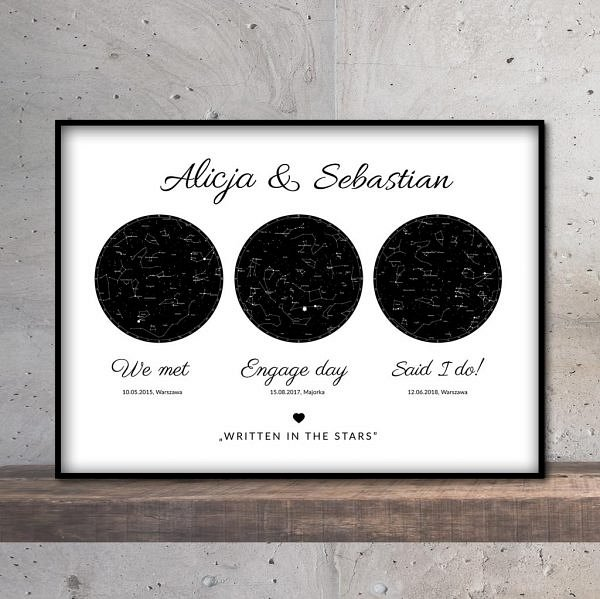 Alicja & Sebastian
We met
10.05.2015, Warszawa
Engage day
15.08.2017, Majorka
Said I do!
12.06.2018, Warszawa
„WRITTEN IN THE STARS”